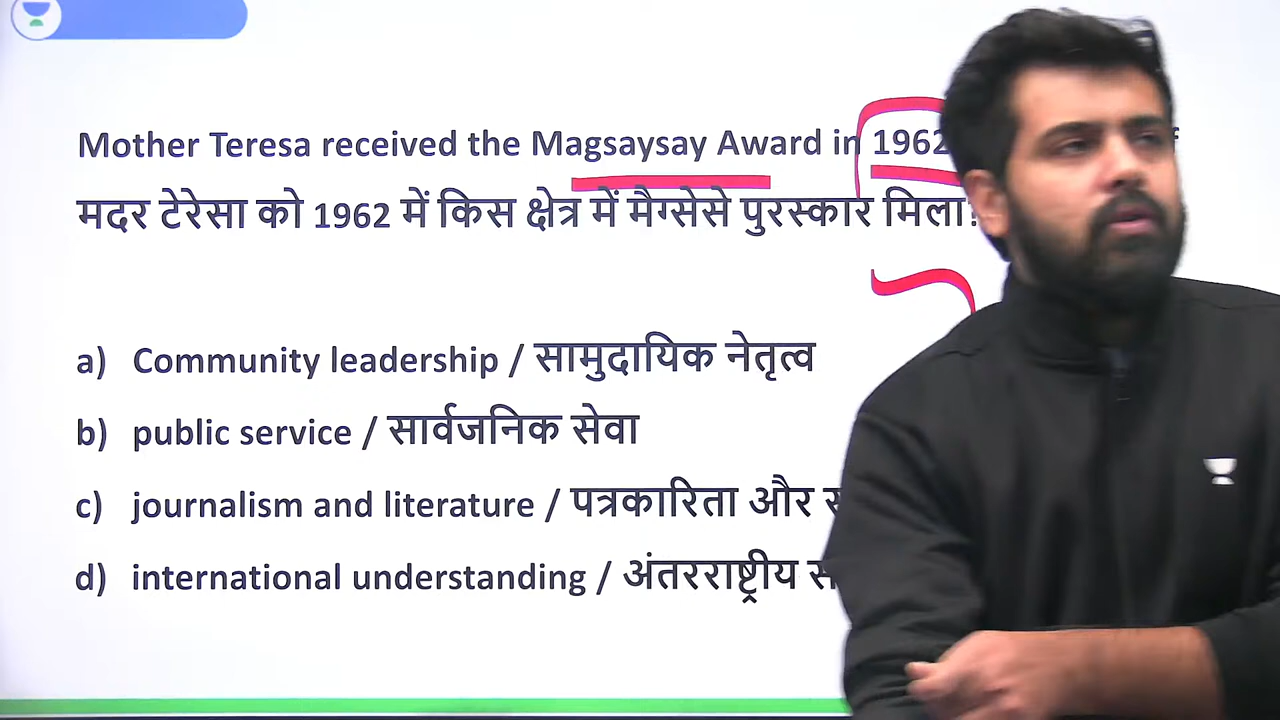 Mother Teresa received the Magsaysay Award in 1962
मदर टेरेसा को 1962 में किस क्षेत्र में मैग्सेसे पुरस्कार मिला?
a) Community leadership / सामुदायिक नेतृत्व
b) public service / सार्वजनिक सेवा
c) journalism and literature / पत्रकारिता और
d) international understanding / अंतरराष्ट्रीय